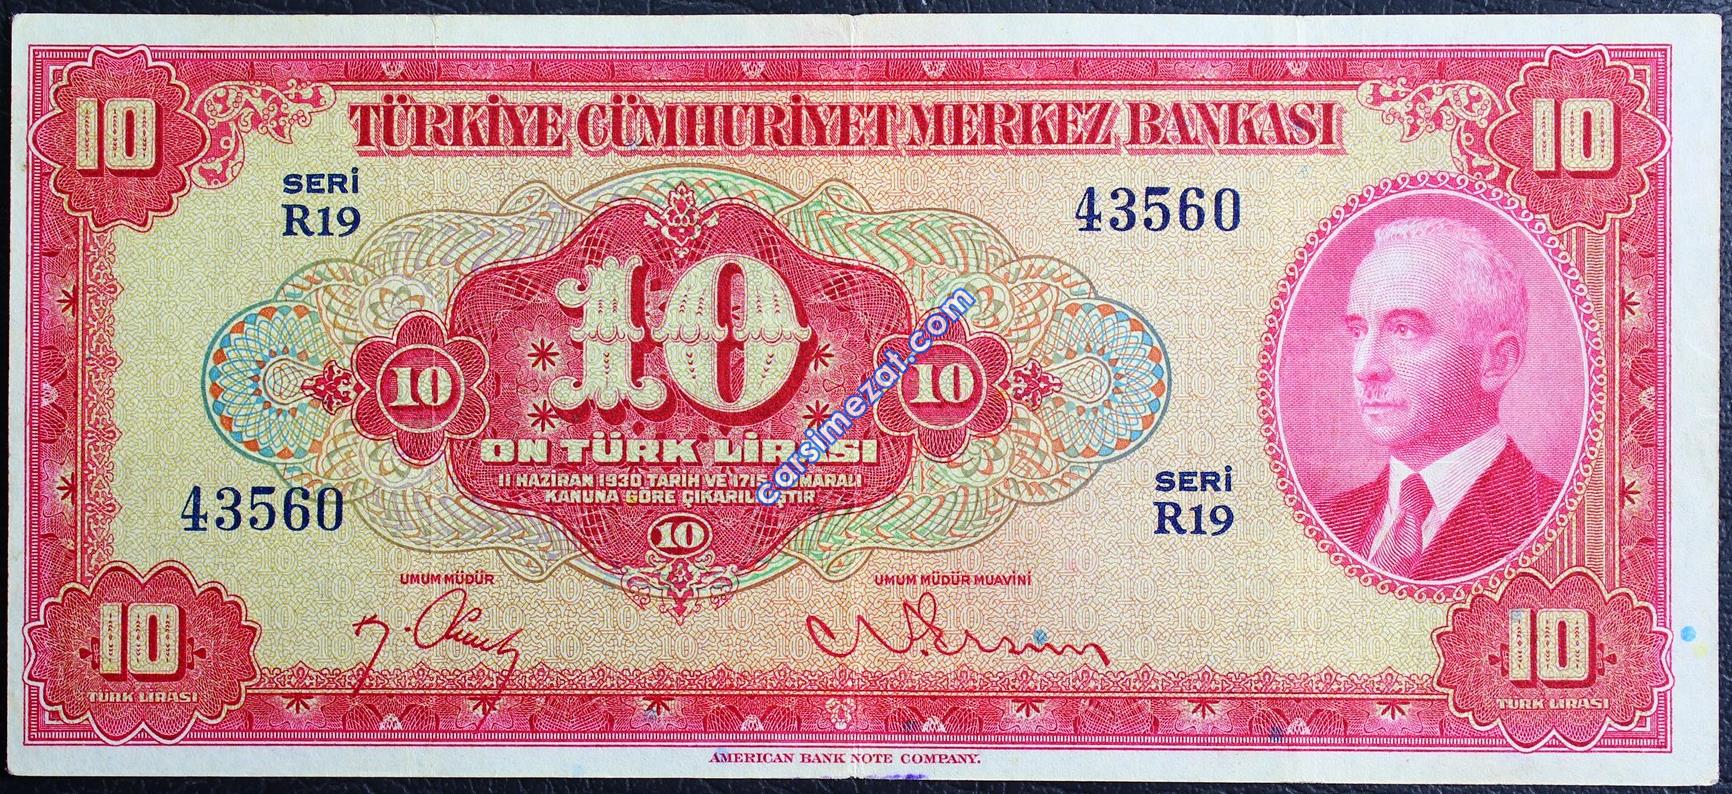 10
10
TÜRKİYE CÜMHURİYET MERKEZ BANKASI
SERİ
R19
43560
10
10
10
carsimezat.com
ON TÜRK LİRASI
11 HAZİRAN 1930 TARİH VE 1715
KANUNA GÖRE
43560
SERİ
R19
10
UMUM MÜDÜR
UMUM MÜDÜR MUAVİNİ
10
10
TÜRK LİRASI
TÜRK LİRASI
AMERICAN BANK NOTE COMPANY.